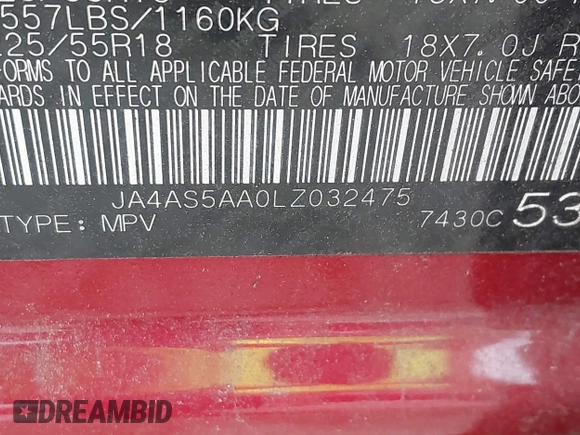 557LBS/1160KG
25/55R18 TIRES 18X7.0J R
FORMS TO ALL APPLICABLE FEDERAL MOTOR VEHICLE SAFE
ARDS IN EFFECT ON THE DATE OF MANUFACTURE SHOWN ABO
JA4AS5AA0LZ032475
TYPE: MPV 7430C 53
DREAMBID